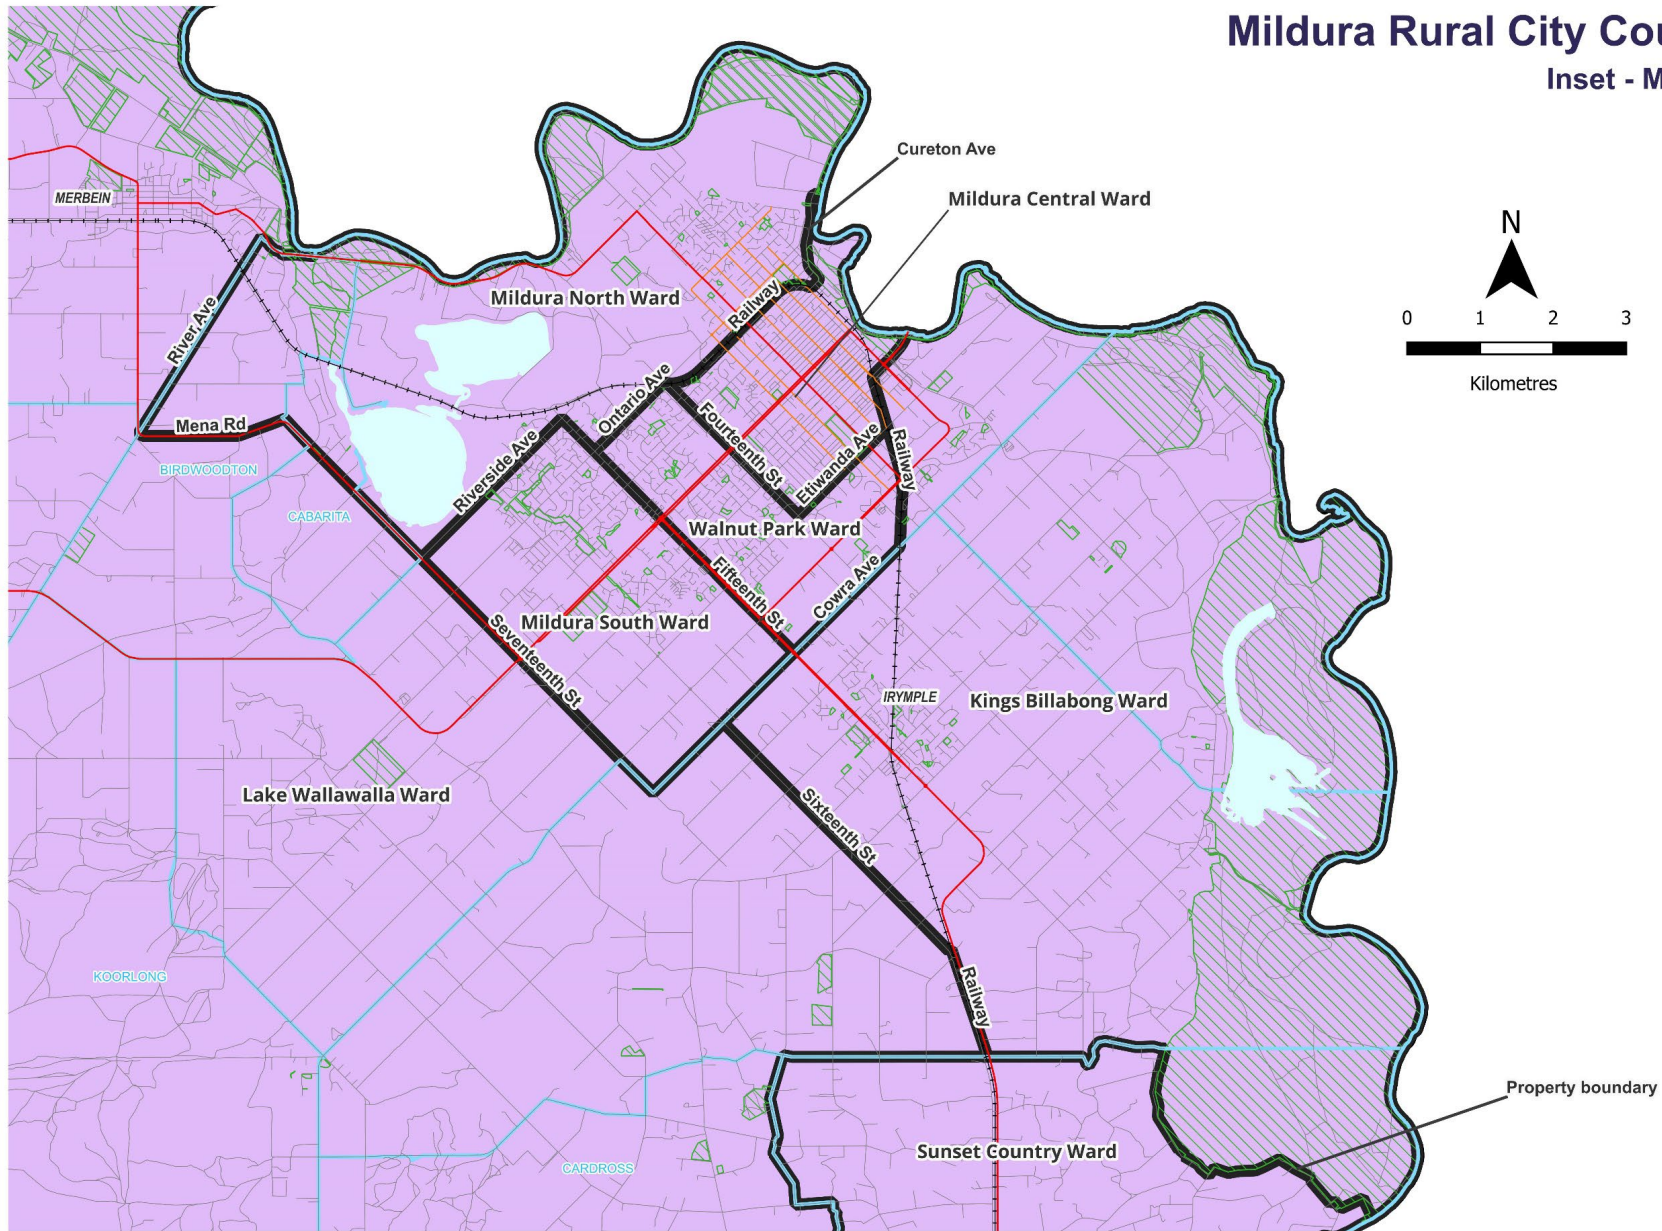 Mildura Rural City Cou
Inset - M
Cureton Ave
Mildura Central Ward
N
0 1 2 3
Kilometres
MERBEIN
River Ave
Mildura North Ward
Railway
Ontario Ave
Mena Rd
Riverside Ave
Fourteenth St
Etiwanda Ave
Railway
BIRDWOODTON
CABARITA
Walnut Park Ward
Fifteenth St
Cowra Ave
Mildura South Ward
Seventeenth St
IRYMPLE
Kings Billabong Ward
Lake Wallawalla Ward
Sixteenth St
KOORLONG
Railway
Property boundary
Sunset Country Ward
CARDROSS